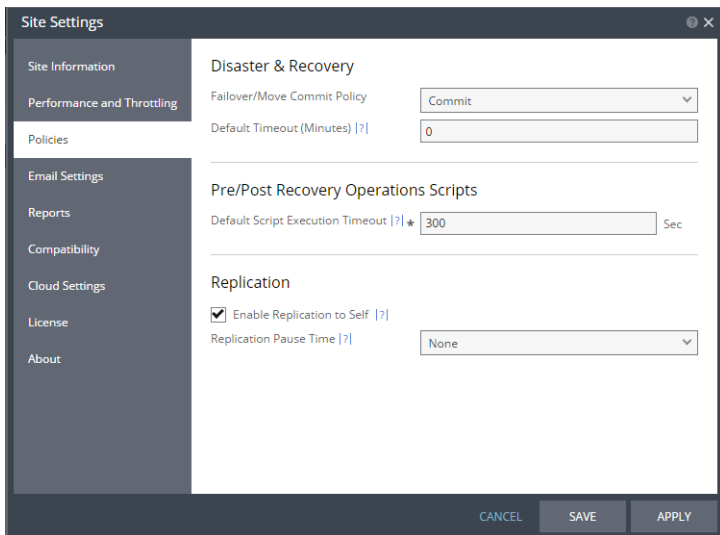 Site Settings
Site Information
Performance and Throttling
Policies
Email Settings
Reports
Compatibility
Cloud Settings
License
About
Disaster & Recovery
Failover/Move Commit Policy
Commit
Default Timeout (Minutes) |?|
0
Pre/Post Recovery Operations Scripts
Default Script Execution Timeout |?| * 300 Sec
Replication
Enable Replication to Self |?|
Replication Pause Time |?|
None
CANCEL SAVE APPLY